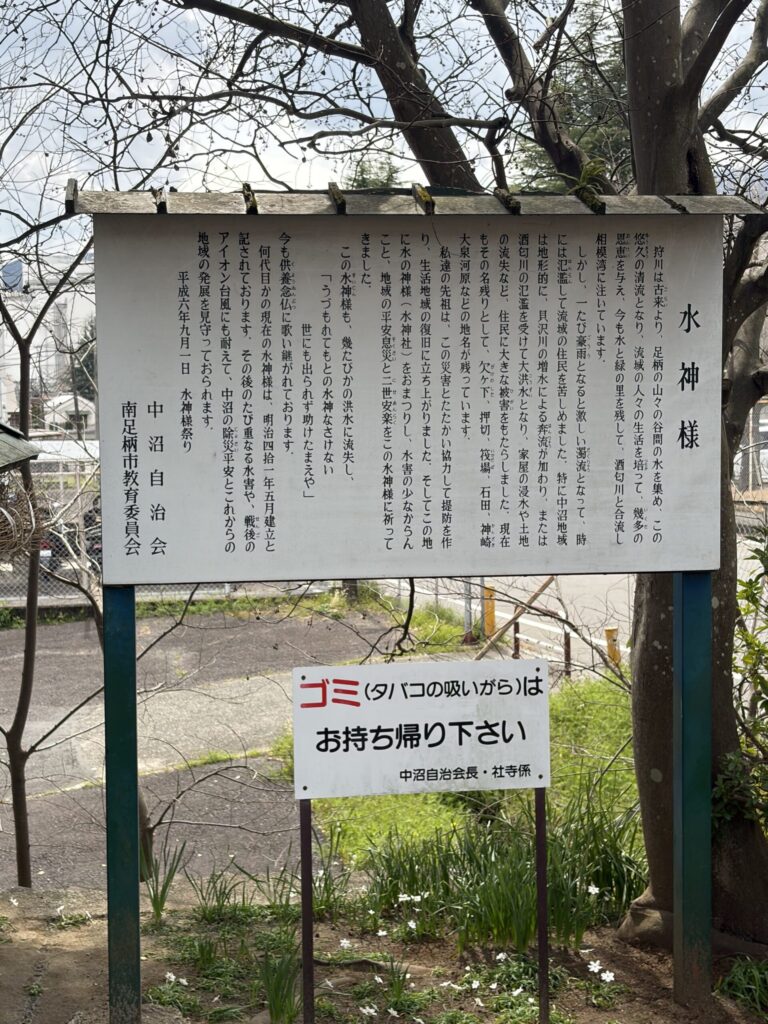 水神様
狩川は古来より、足柄の山々の谷間の水を集め、この
悠久の清流となり、流域の人々の生活を培って、幾多の
恩恵を与え、今も水と緑の里を残して、酒匂川と合流し
相模湾に注いています。
しかし、一たび豪雨となると激しい濁流となって、時
には氾濫して流域の住民を苦しめました。特に中沼地域
は地形的に、貝沢川の増水による奔流が加わり、または
酒匂川の氾濫を受けて大洪水となり、家屋の浸水や土地
の流失など、住民に大きな被害をもたらしました。現在
もその名残りとして、欠ヶ下、押切、筏場、石田、神崎
大泉河原などの地名が残っています。
私達の先祖は、この災害とたたかい協力して提防を作
り、生活地域の復旧に立ち上がりました。そしてこの地
に水の神様（水神社）をおまつりし、水害の少なからん
こと、地域の平安息災と二世安楽をこの水神様に祈って
きました。
この水神様も、幾たびかの洪水に流失し、
「うづもれてもとの水神なさけない
世にも出られず助けたまえや」
今も供養念仏に歌い継がれております。
何代目かの現在の水神様は、明治四拾一年五月建立と
記されております。その後のたび重なる水害や、戦後の
アイオン台風にも耐えて、中沼の除災平安とこれからの
地域の発展を見守っておられます。
平成六年九月一日　水神様祭り
中沼自治会
南足柄市教育委員会
ゴミ（タバコの吸いがら）は
お持ち帰り下さい
中沼自治会長・社寺係